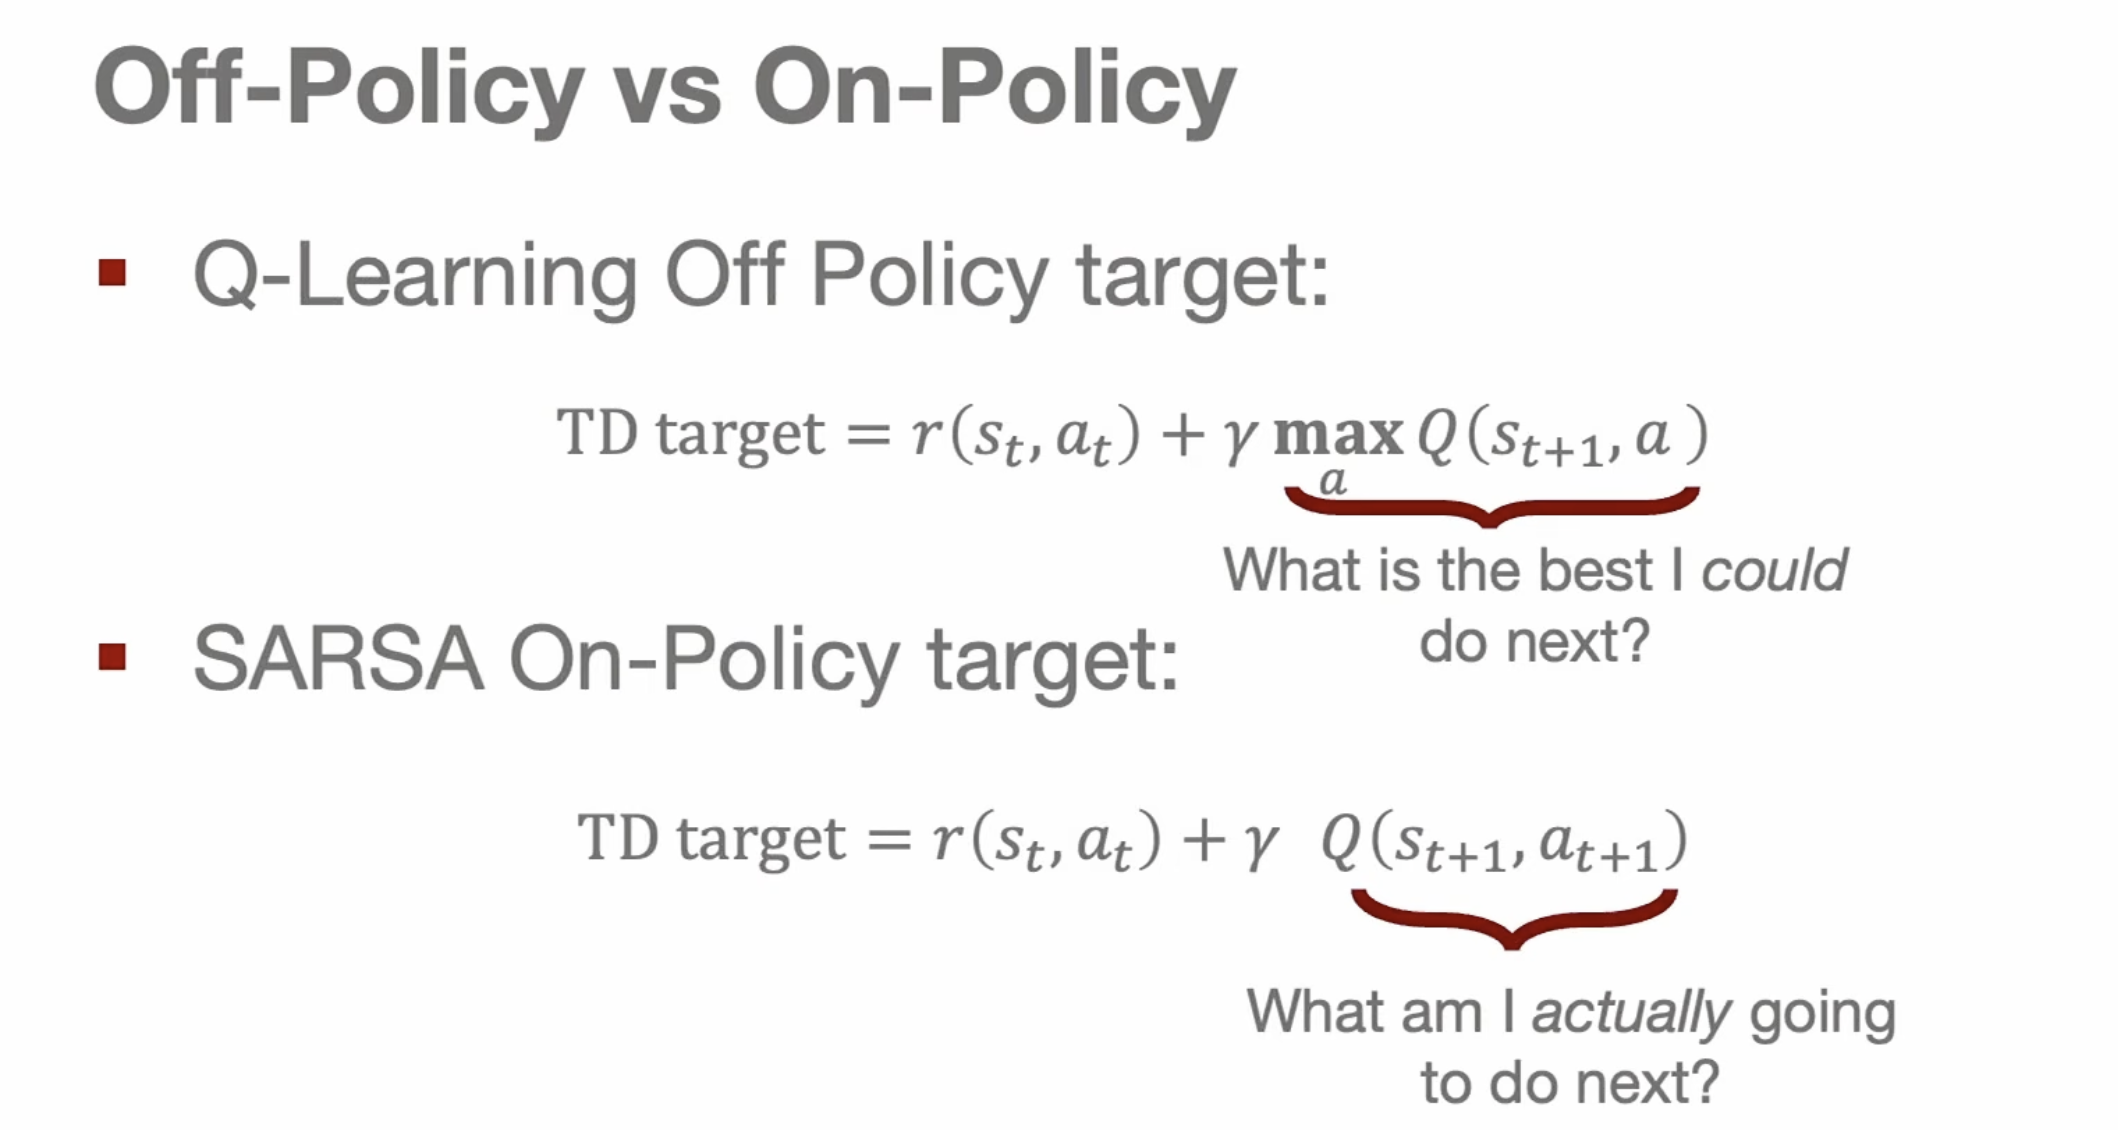 Off-Policy vs On-Policy
▪ Q-Learning Off Policy target:
TD target = r(sₜ, aₜ) + γ max Q(sₜ₊₁, a )
a
What is the best I could
do next?
▪ SARSA On-Policy target:
TD target = r(sₜ, aₜ) + γ Q(sₜ₊₁, aₜ₊₁)
What am I actually going
to do next?